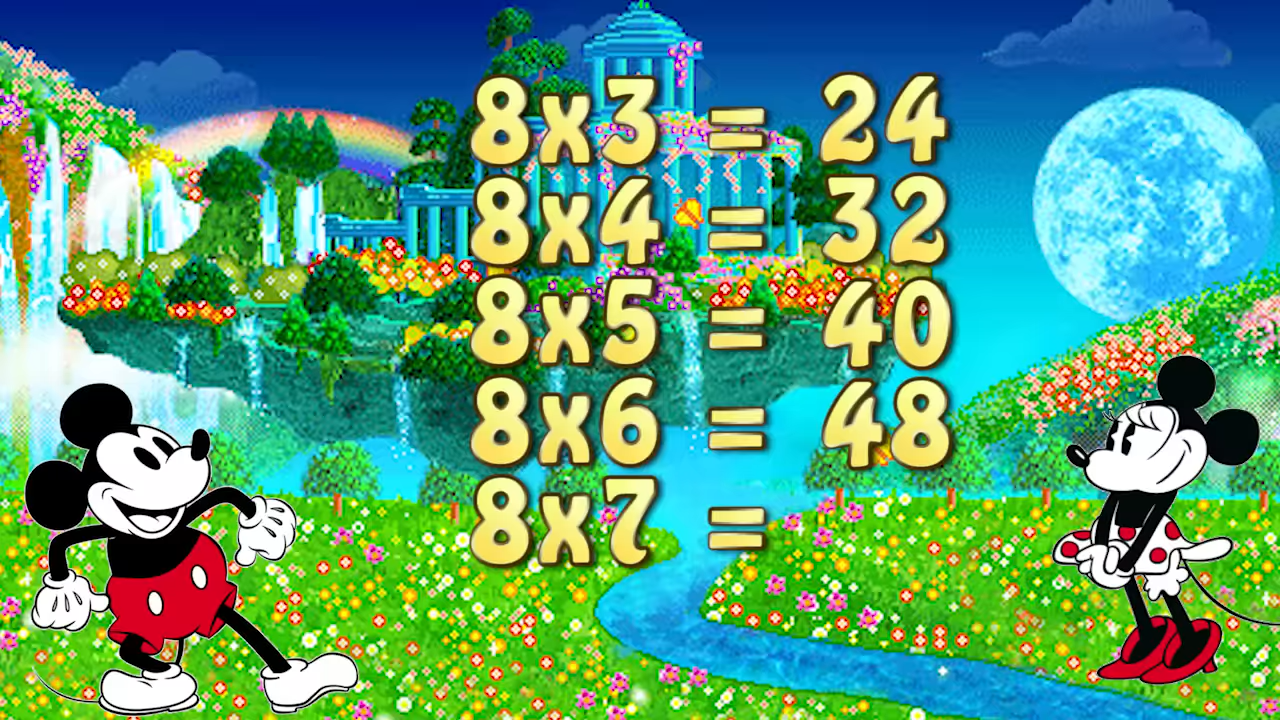 8x3 = 24
8x4 = 32
8x5 = 40
8x6 = 48
8x7 =